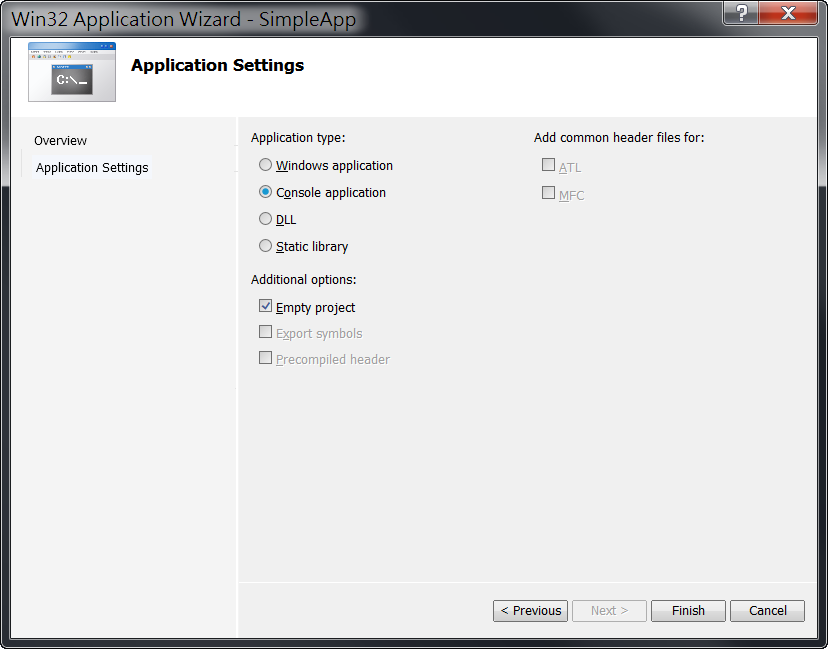 Win32 Application Wizard - SimpleApp
?
X
C:\_
Application Settings
Overview
Application Settings
Application type:
Windows application
Console application
DLL
Static library
Additional options:
Empty project
Export symbols
Precompiled header
Add common header files for:
ATL
MFC
< Previous
Next >
Finish
Cancel